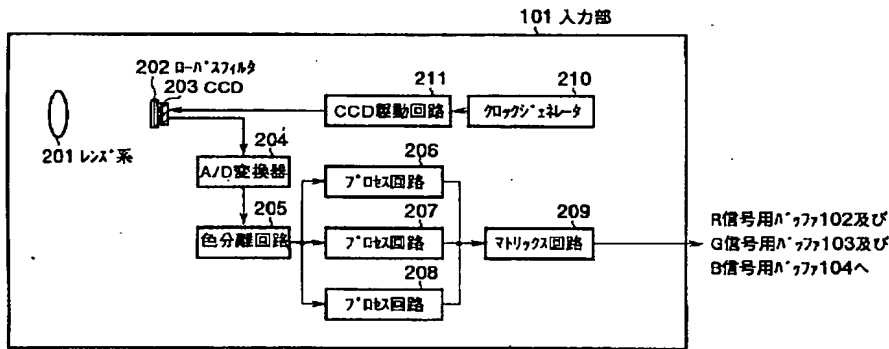 101 入力部
202 ﾛｰﾊﾟｽﾌｨﾙﾀ
203 CCD
211
210
CCD駆動回路
ｸﾛｯｸｼﾞｪﾈﾚｰﾀ
201 ﾚﾝｽﾞ系
204
A/D変換器
206
ﾌﾟﾛｾｽ回路
205
色分離回路
207
ﾌﾟﾛｾｽ回路
209
ﾏﾄﾘｯｸｽ回路
208
ﾌﾟﾛｾｽ回路
R信号用ﾊﾞｯﾌｧ102及び
G信号用ﾊﾞｯﾌｧ103及び
B信号用ﾊﾞｯﾌｧ104へ